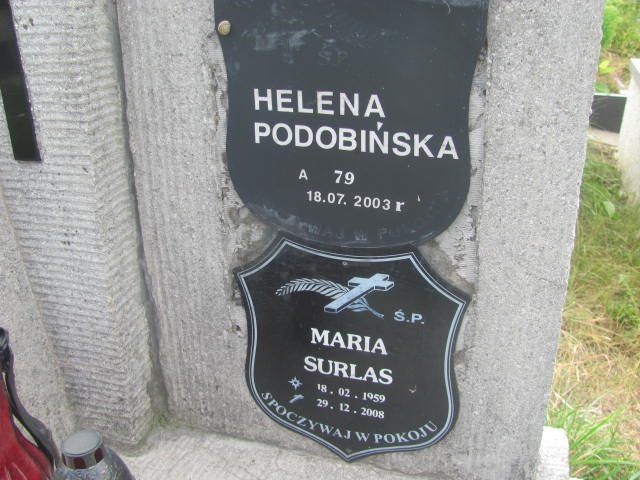 HELENA
PODOBIŃSKA
A 79
18.07. 2003 r
W
Ś.P.
MARIA
SURLAS
18 . 02 . 1959
29 . 12 . 2008
SPOCZYWAJ W POKOJU